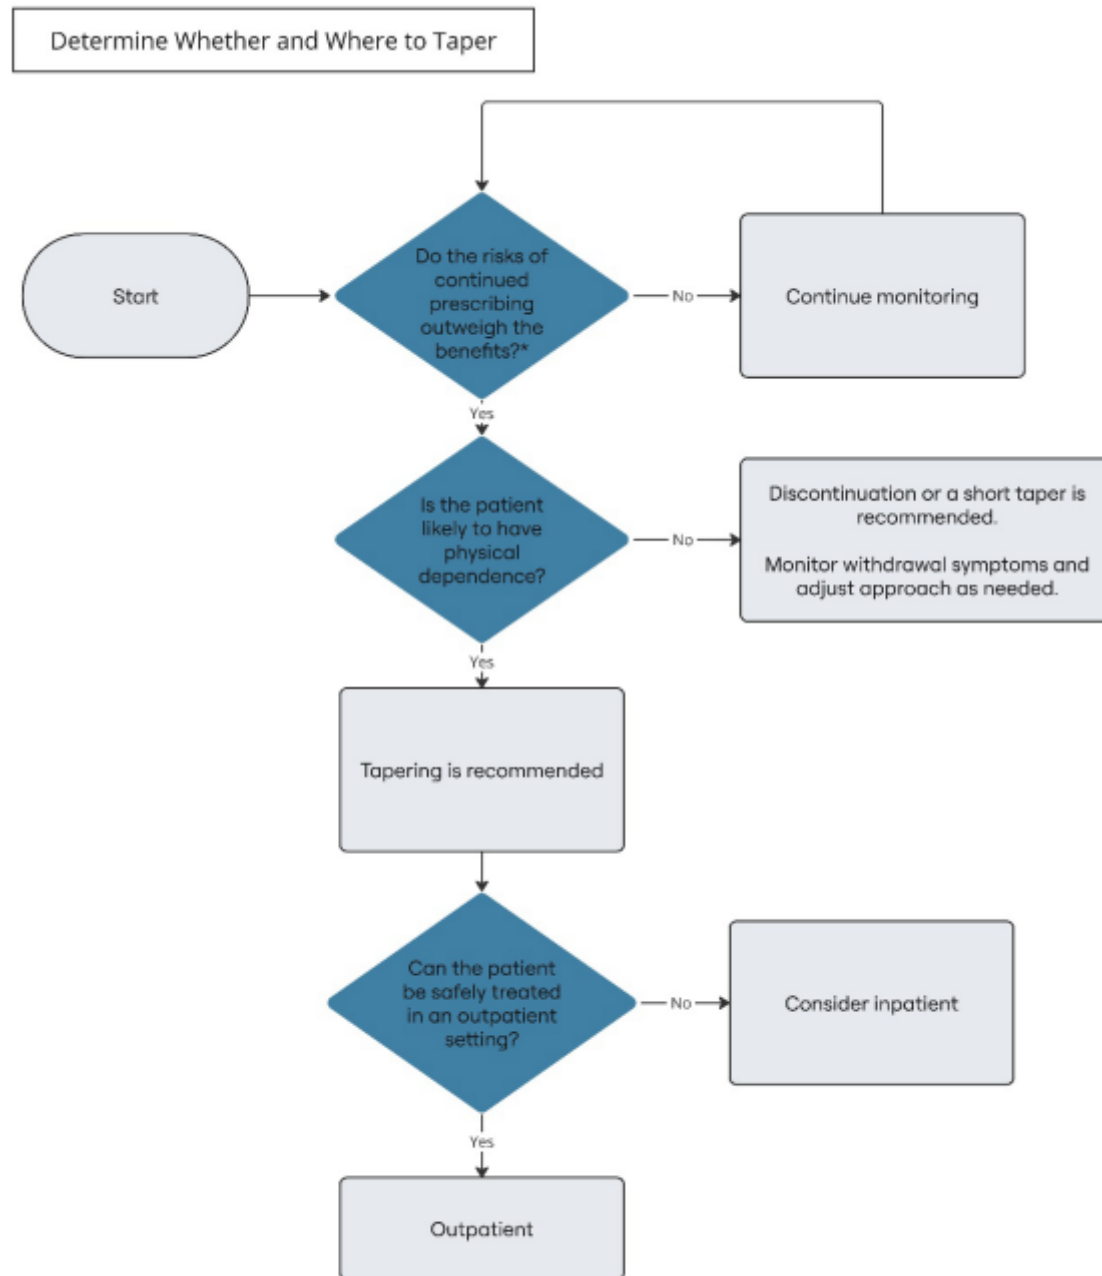 Determine Whether and Where to Taper
Start
Do the risks of
continued
prescribing
outweigh the
benefits?*
No
Continue monitoring
Yes
Is the patient
likely to have
physical
dependence?
No
Discontinuation or a short taper is
recommended.
Monitor withdrawal symptoms and
adjust approach as needed.
Yes
Tapering is recommended
Can the patient
be safely treated
in an outpatient
setting?
No
Consider inpatient
Yes
Outpatient